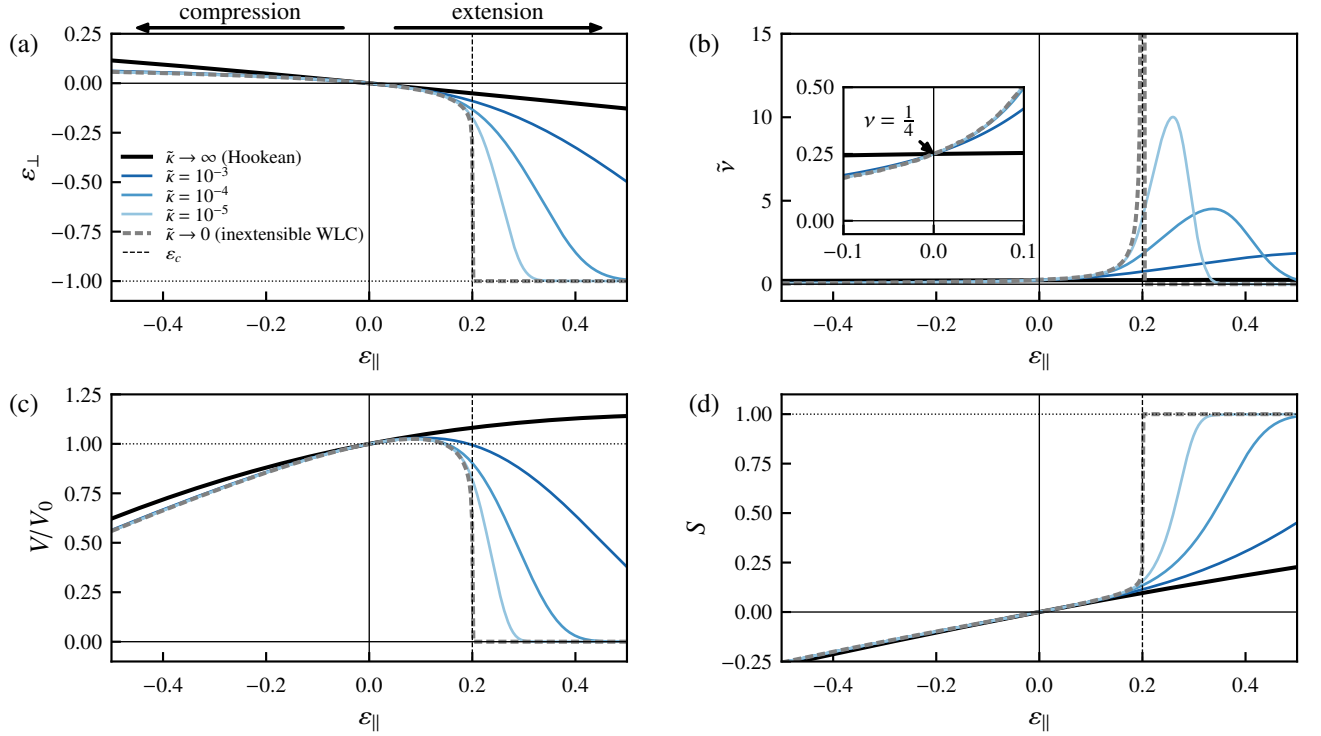 compression
extension
(a)
0.25
0.00
−0.25
−0.50
−0.75
−1.00
ε⊥
κ̃ → ∞ (Hookean)
κ̃ = 10⁻³
κ̃ = 10⁻⁴
κ̃ = 10⁻⁵
κ̃ → 0 (inextensible WLC)
ε_c
−0.4 −0.2 0.0 0.2 0.4
ε∥
(b)
15
10
5
0
ν̃
0.50
0.25
0.00
ν = 1/4
−0.1 0.0 0.1
−0.4 −0.2 0.0 0.2 0.4
ε∥
(c)
1.25
1.00
0.75
0.50
0.25
0.00
V/V₀
−0.4 −0.2 0.0 0.2 0.4
ε∥
(d)
1.00
0.75
0.50
0.25
0.00
−0.25
S
−0.4 −0.2 0.0 0.2 0.4
ε∥